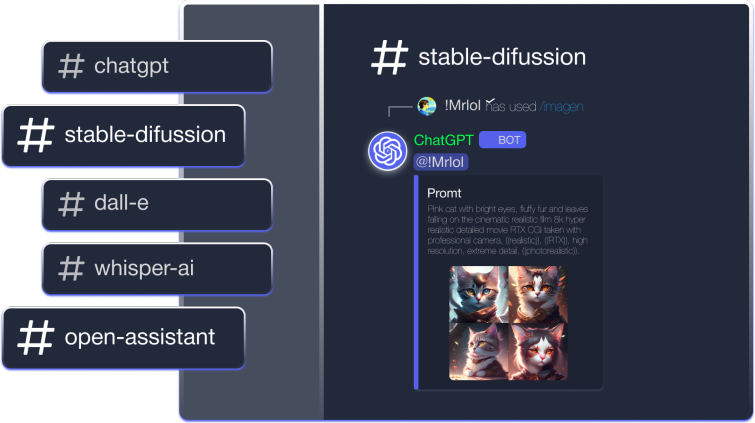 # chatgpt
# stable-difussion
# dall-e
# whisper-ai
# open-assistant
# stable-difussion
!Mrlol has used /imagen
ChatGPT BOT
@!Mrlol
Promt
Pink cat with bright eyes, fluffy fur and leaves
falling on the cinematic realistic film 8k hyper
realistic detailed movie RTX CGI taken with
professional camera, ((realistic)), ((RTX)), high
resolution, extreme detail, ((photorealistic)).